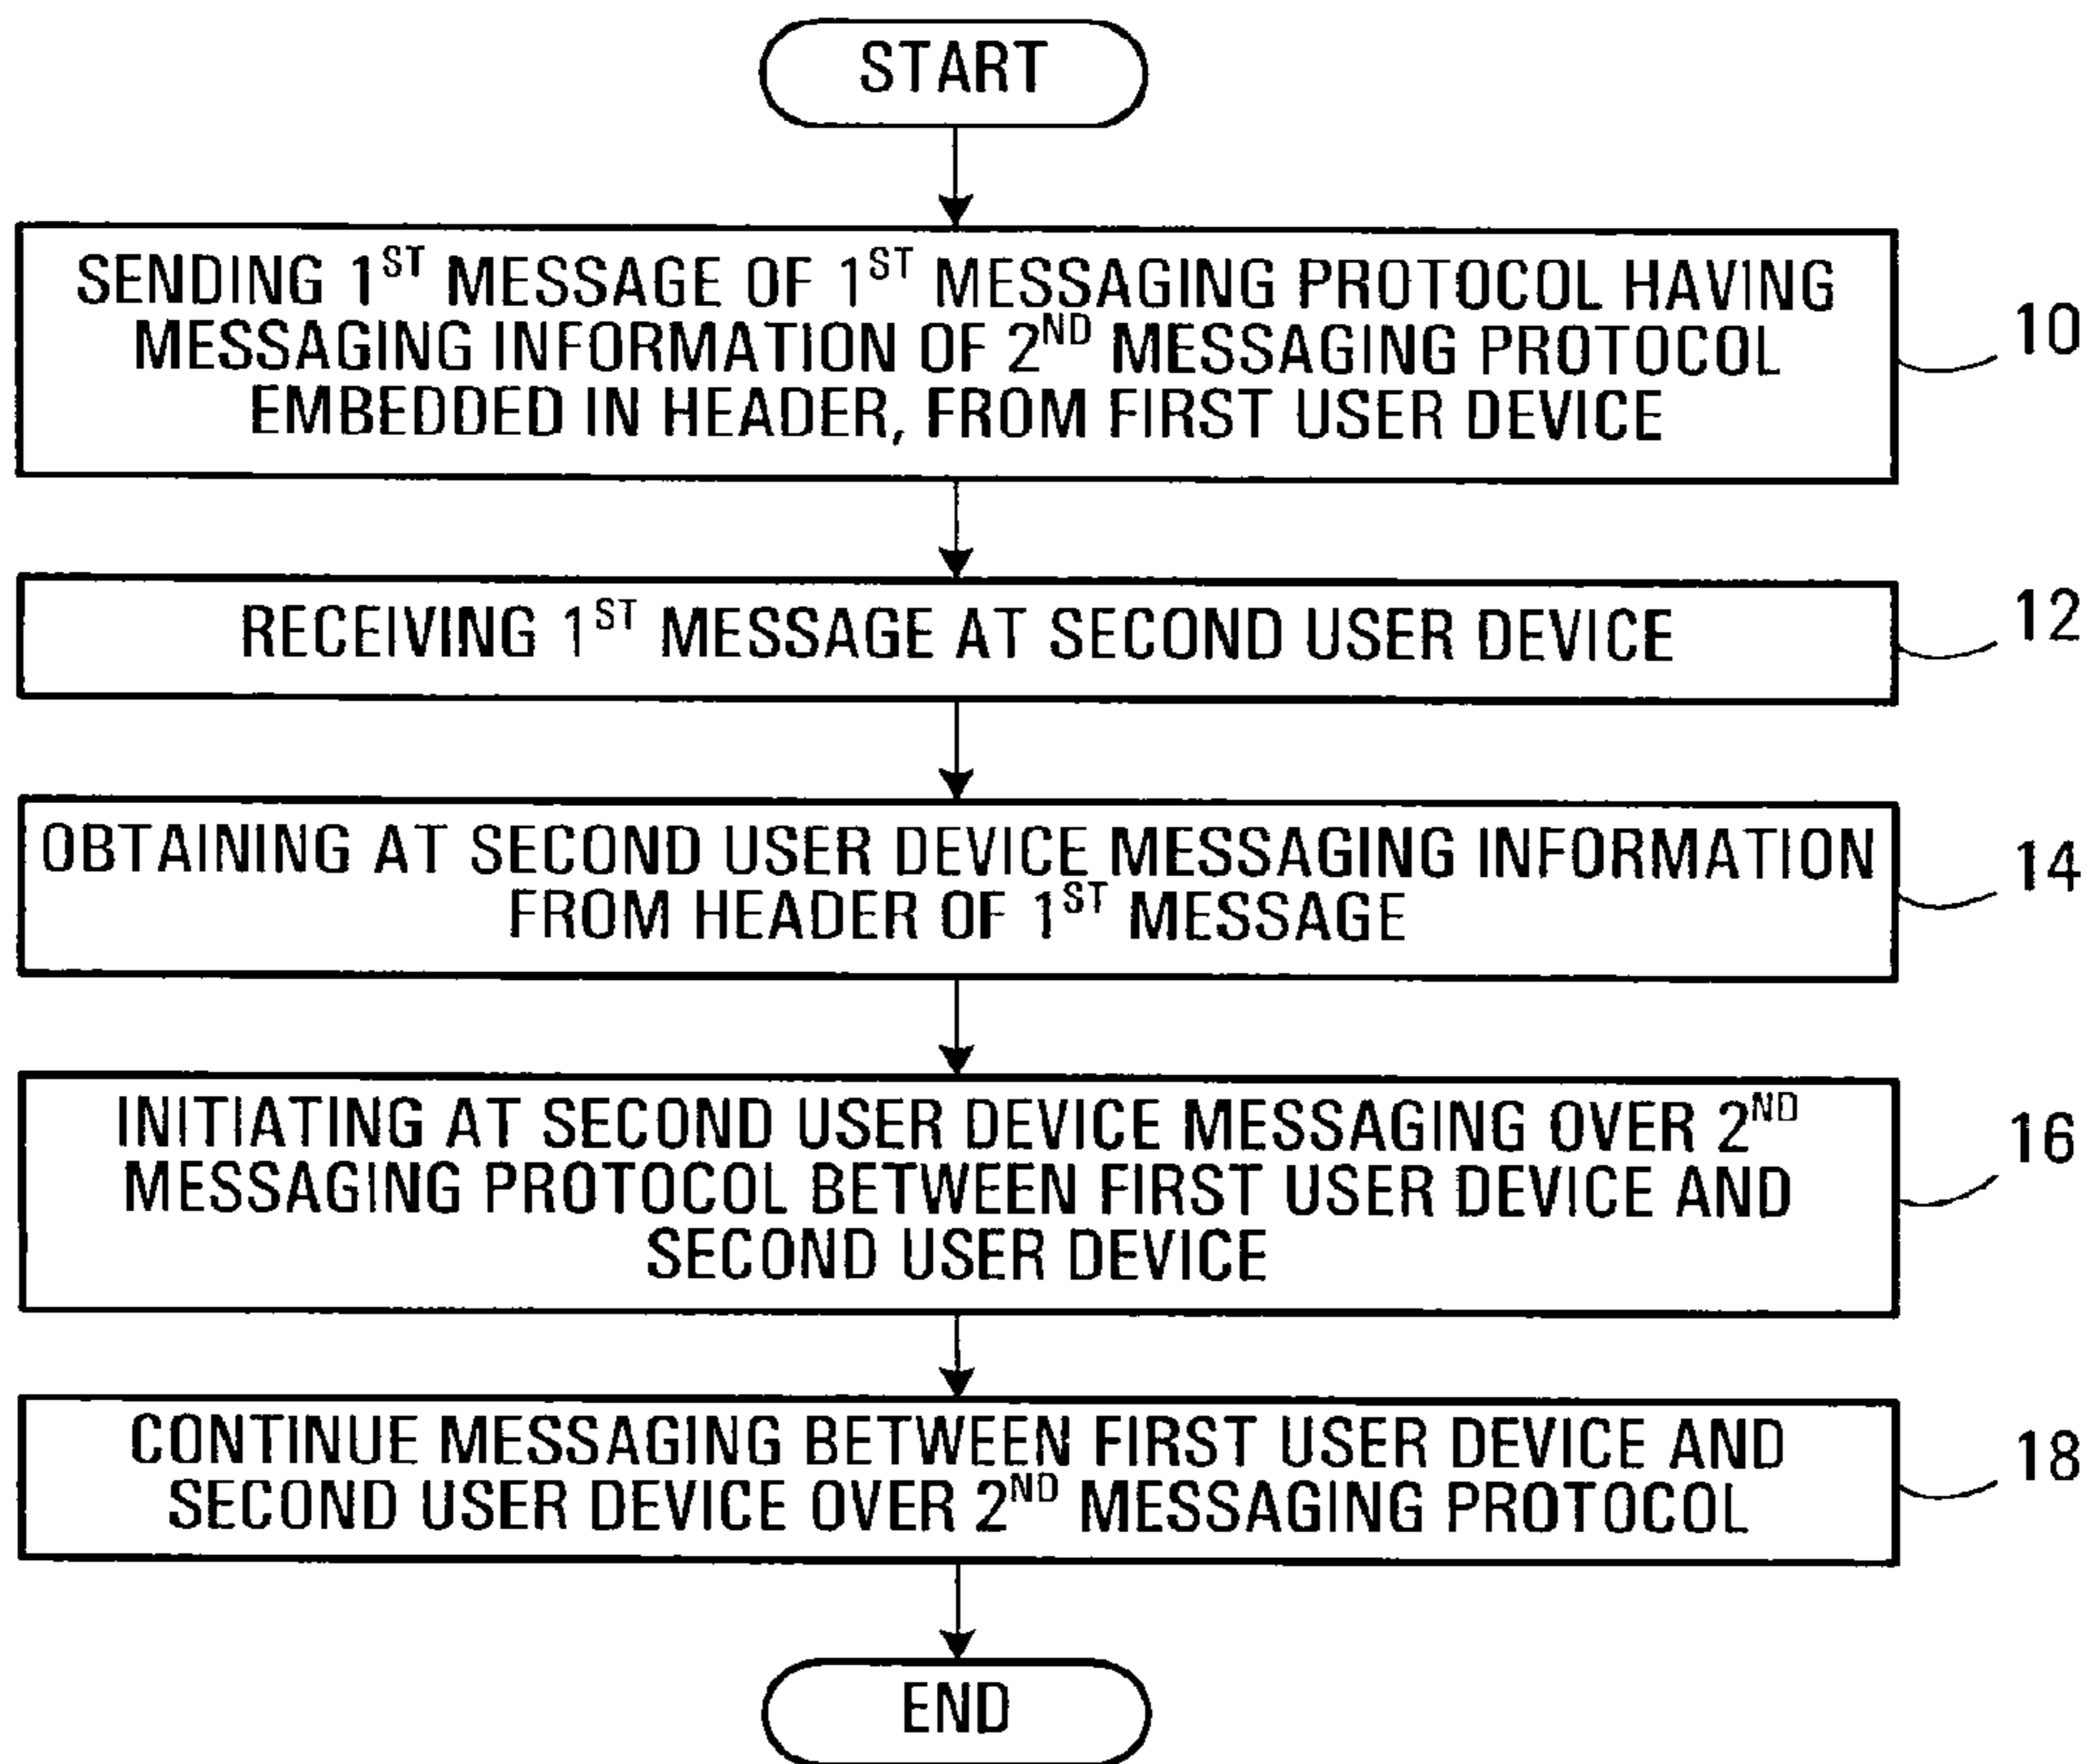 START
SENDING 1ST MESSAGE OF 1ST MESSAGING PROTOCOL HAVING
MESSAGING INFORMATION OF 2ND MESSAGING PROTOCOL
EMBEDDED IN HEADER, FROM FIRST USER DEVICE
10
RECEIVING 1ST MESSAGE AT SECOND USER DEVICE
12
OBTAINING AT SECOND USER DEVICE MESSAGING INFORMATION
FROM HEADER OF 1ST MESSAGE
14
INITIATING AT SECOND USER DEVICE MESSAGING OVER 2ND
MESSAGING PROTOCOL BETWEEN FIRST USER DEVICE AND
SECOND USER DEVICE
16
CONTINUE MESSAGING BETWEEN FIRST USER DEVICE AND
SECOND USER DEVICE OVER 2ND MESSAGING PROTOCOL
18
END